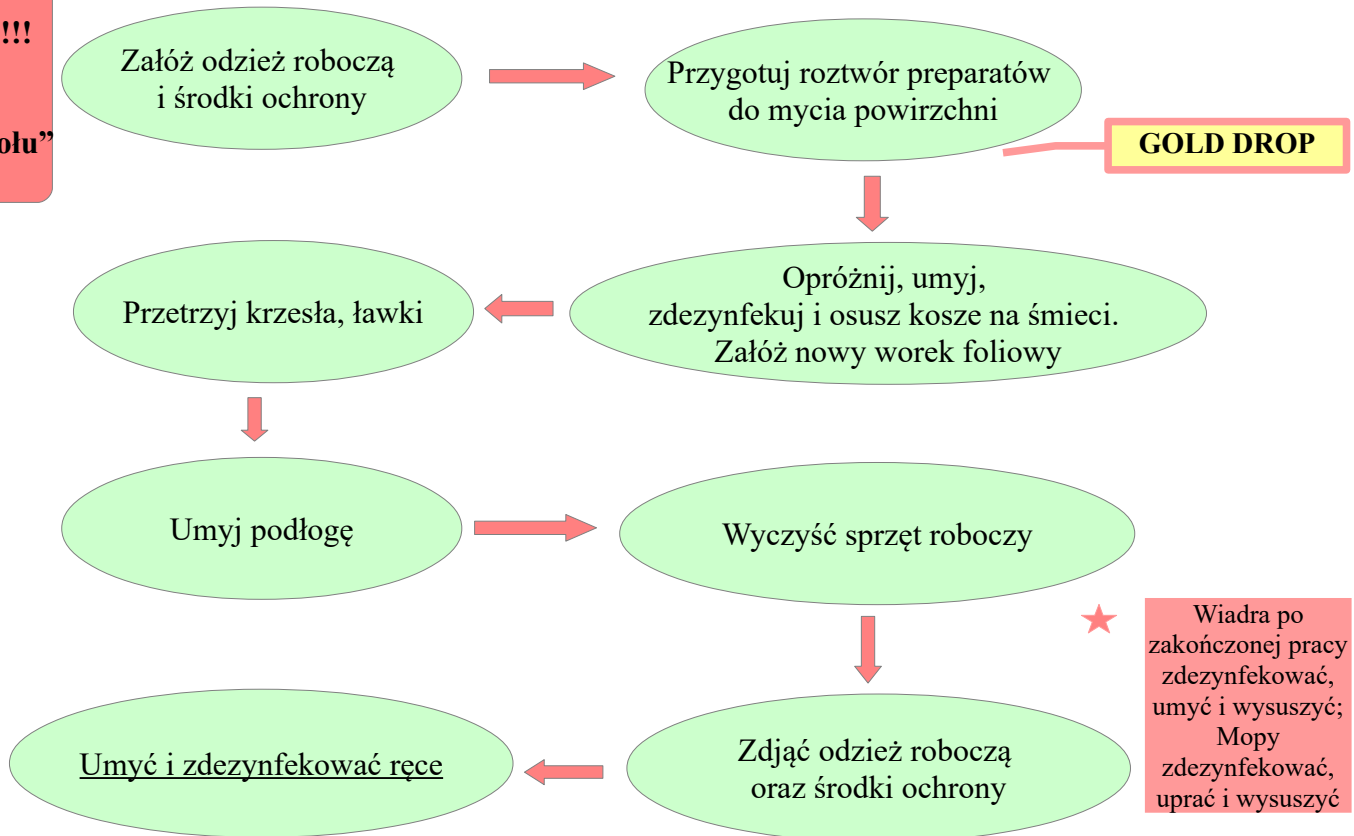 !!!
ołu”
Załóż odzież roboczą
i środki ochrony
Przygotuj roztwór preparatów
do mycia powirzchni
GOLD DROP
Opróżnij, umyj,
zdezynfekuj i osusz kosze na śmieci.
Załóż nowy worek foliowy
Przetrzyj krzesła, ławki
Umyj podłogę
Wyczyść sprzęt roboczy
Wiadra po
zakończonej pracy
zdezynfekować,
umyć i wysuszyć;
Mopy
zdezynfekować,
uprać i wysuszyć
Zdjąć odzież roboczą
oraz środki ochrony
Umyć i zdezynfekować ręce